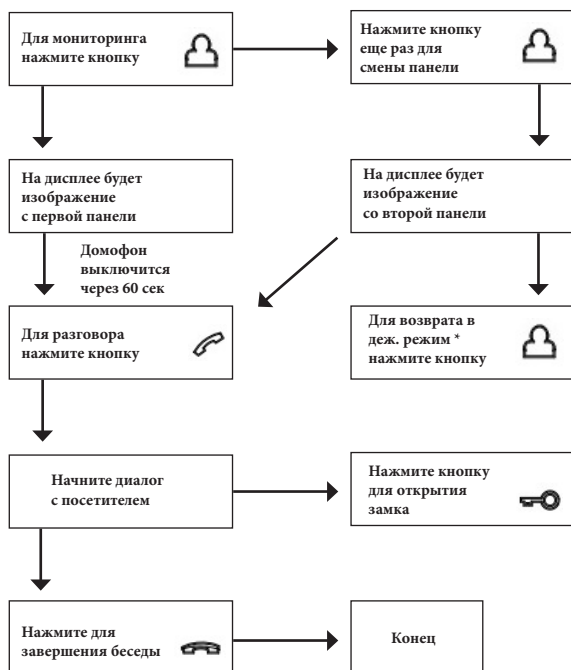 Для мониторинга
нажмите кнопку
Нажмите кнопку
еще раз для
смены панели
На дисплее будет
изображение
с первой панели
На дисплее будет
изображение
со второй панели
Домофон
выключится
через 60 сек
Для разговора
нажмите кнопку
Для возврата в
деж. режим *
нажмите кнопку
Начните диалог
с посетителем
Нажмите кнопку
для открытия
замка
Нажмите для
завершения беседы
Конец